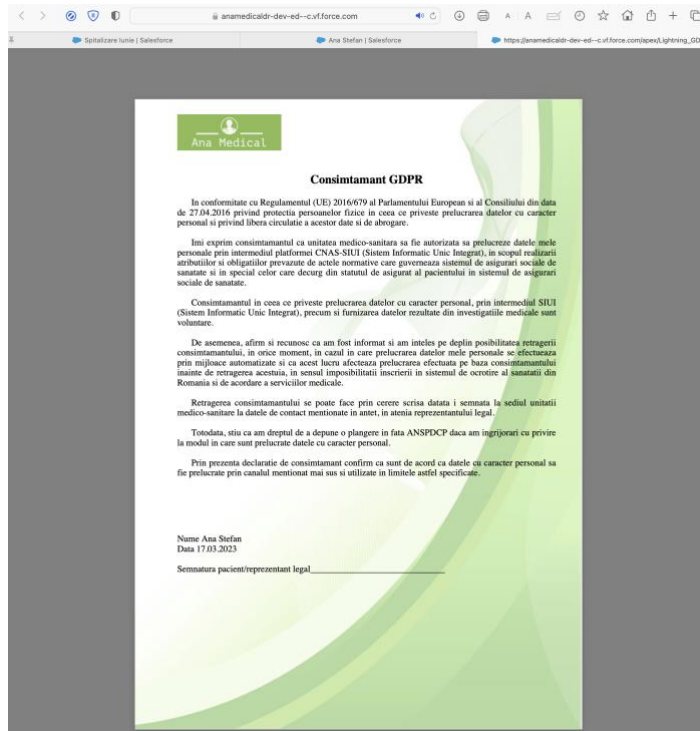 anamedicaldr-dev-ed--c.vf.force.com
Spitalizare Iunie | Salesforce
Ana Stefan | Salesforce
https://anamedicaldr-dev-ed--c.vf.force.com/apex/Lightning_GD
Ana Medical
Consimtamant GDPR
In conformitate cu Regulamentul (UE) 2016/679 al Parlamentului European si al Consiliului din data
de 27.04.2016 privind protectia persoanelor fizice in ceea ce priveste prelucrarea datelor cu caracter
personal si privind libera circulatie a acestor date si de abrogare.
Imi exprim consimtamantul ca unitatea medico-sanitara sa fie autorizata sa prelucreze datele mele
personale prin intermediul platformei CNAS-SIUI (Sistem Informatic Unic Integrat), in scopul realizarii
atributiilor si obligatiilor prevazute de actele normative care guverneaza sistemul de asigurari sociale de
sanatate si in special celor care decurg din statutul de asigurat al pacientului in sistemul de asigurari
sociale de sanatate.
Consimtamantul in ceea ce priveste prelucrarea datelor cu caracter personal, prin intermediul SIUI
(Sistem Informatic Unic Integrat), precum si furnizarea datelor rezultate din investigatiile medicale sunt
voluntare.
De asemenea, afirm si recunosc ca am fost informat si am inteles pe deplin posibilitatea retragerii
consimtamantului, in orice moment, in cazul in care prelucrarea datelor mele personale se efectueaza
prin mijloace automatizate si ca acest lucru afecteaza prelucrarea efectuata pe baza consimtamantului
inainte de retragerea acestuia, in sensul imposibilitatii inscrierii in sistemul de ocrotire al sanatatii din
Romania si de acordare a serviciilor medicale.
Retragerea consimtamantului se poate face prin cerere scrisa datata i semnata la sediul unitatii
medico-sanitare la datele de contact mentionate in antet, in atenia reprezentantului legal.
Totodata, stiu ca am dreptul de a depune o plangere in fata ANSPDCP daca am ingrijorari cu privire
la modul in care sunt prelucrate datele cu caracter personal.
Prin prezenta declaratie de consimtamant confirm ca sunt de acord ca datele cu caracter personal sa
fie prelucrate prin canalul mentionat mai sus si utilizate in limitele astfel specificate.
Nume Ana Stefan
Data 17.03.2023
Semnatura pacient/reprezentant legal